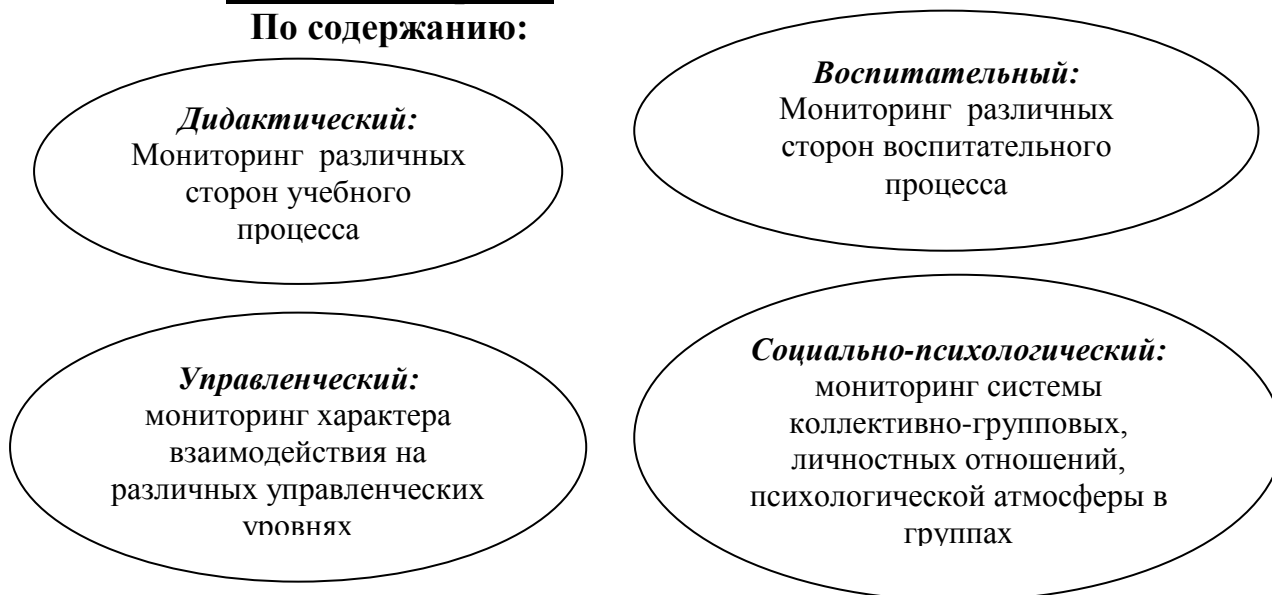 По содержанию:
Дидактический:
Мониторинг различных
сторон учебного
процесса
Воспитательный:
Мониторинг различных
сторон воспитательного
процесса
Управленческий:
мониторинг характера
взаимодействия на
различных управленческих
уровнях
Социально-психологический:
мониторинг системы
коллективно-групповых,
личностных отношений,
психологической атмосферы в
группах